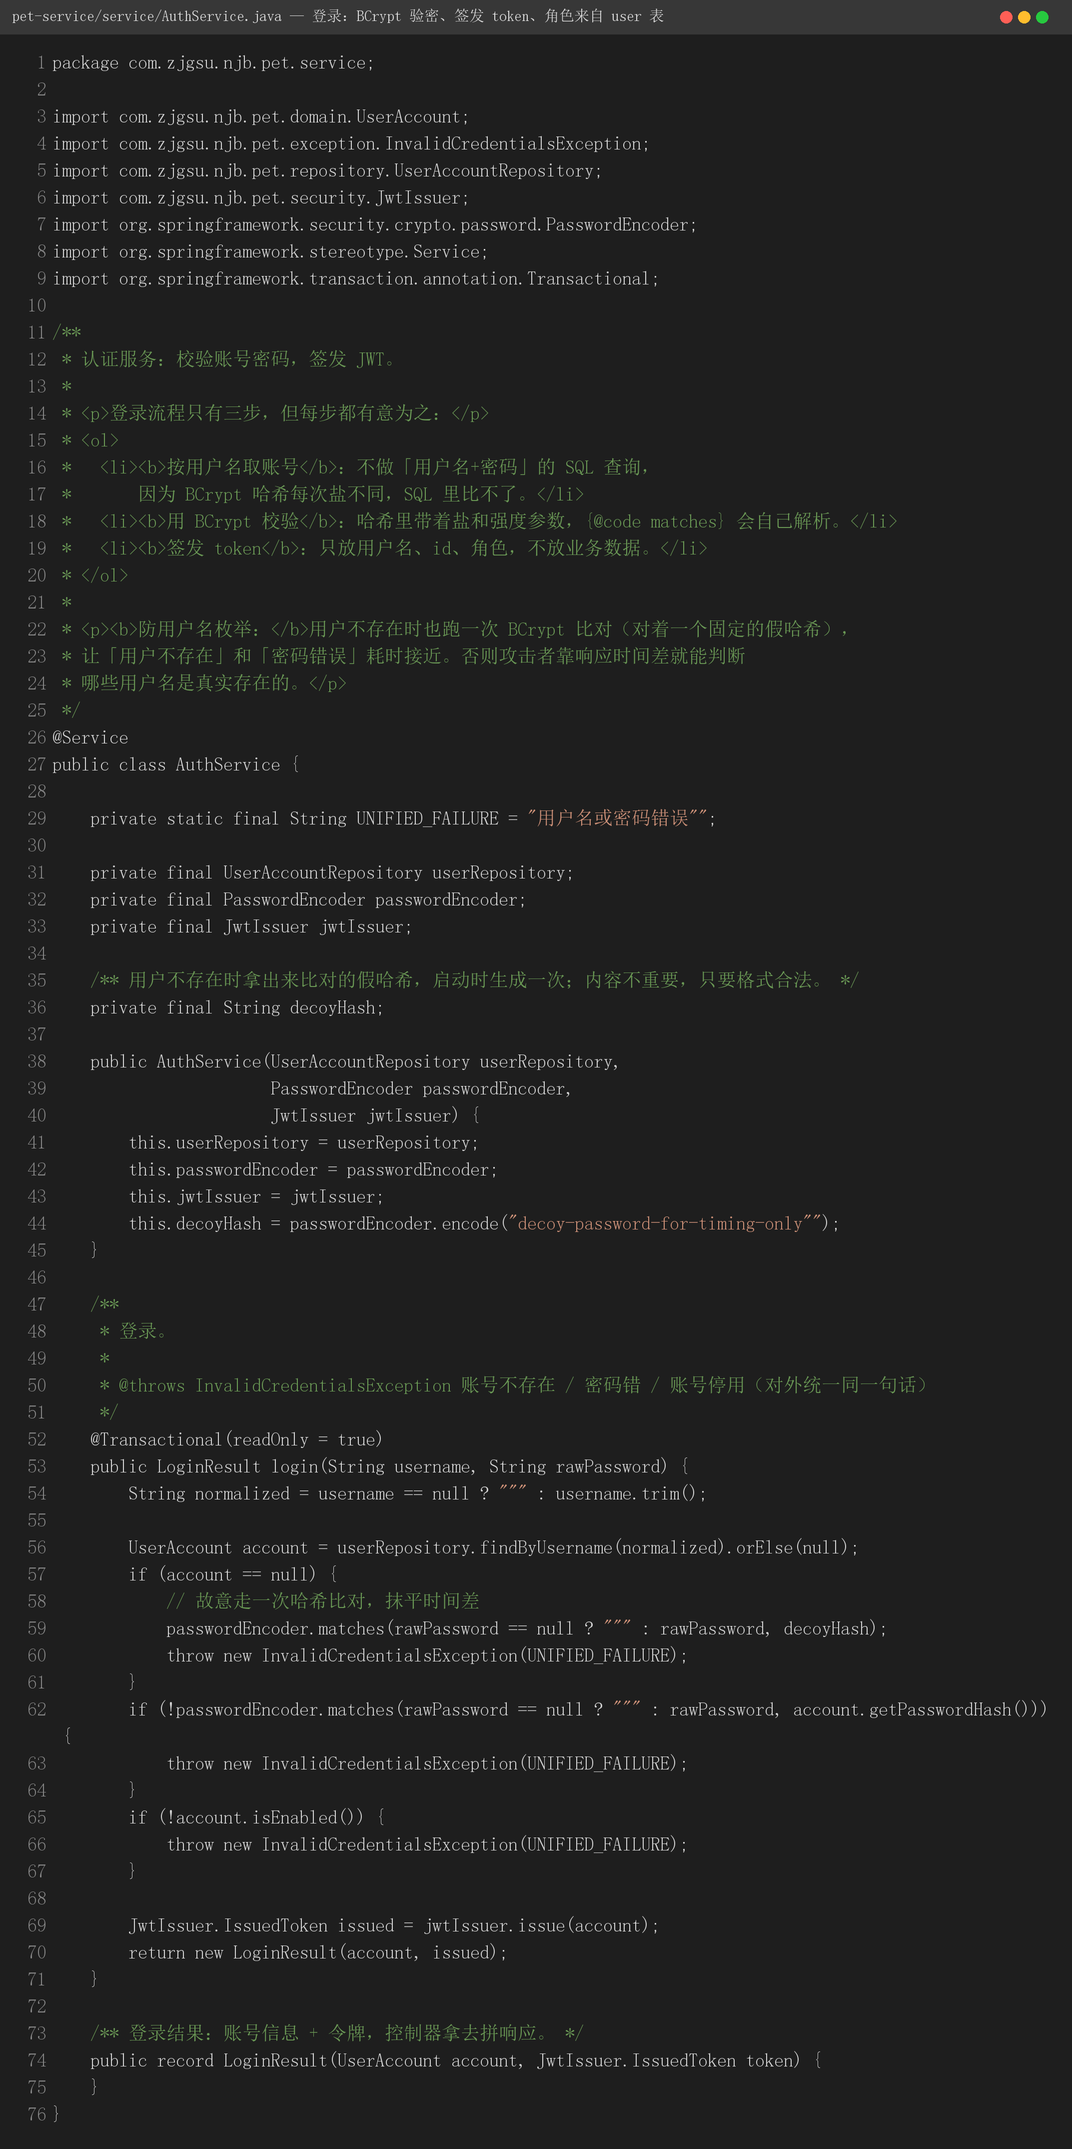 pet-service/service/AuthService.java — 登录：BCrypt 验密、签发 token、角色来自 user 表
1 package com.zjgsu.njb.pet.service;
2
3 import com.zjgsu.njb.pet.domain.UserAccount;
4 import com.zjgsu.njb.pet.exception.InvalidCredentialsException;
5 import com.zjgsu.njb.pet.repository.UserAccountRepository;
6 import com.zjgsu.njb.pet.security.JwtIssuer;
7 import org.springframework.security.crypto.password.PasswordEncoder;
8 import org.springframework.stereotype.Service;
9 import org.springframework.transaction.annotation.Transactional;
10
11 /**
12  * 认证服务：校验账号密码，签发 JWT。
13  *
14  * <p>登录流程只有三步，但每步都有意为之：</p>
15  * <ol>
16  *   <li><b>按用户名取账号</b>：不做「用户名+密码」的 SQL 查询，
17  *       因为 BCrypt 哈希每次盐不同，SQL 里比不了。</li>
18  *   <li><b>用 BCrypt 校验</b>：哈希里带着盐和强度参数，{@code matches} 会自己解析。</li>
19  *   <li><b>签发 token</b>：只放用户名、id、角色，不放业务数据。</li>
20  * </ol>
21  *
22  * <p><b>防用户名枚举：</b>用户不存在时也跑一次 BCrypt 比对（对着一个固定的假哈希），
23  * 让「用户不存在」和「密码错误」耗时接近。否则攻击者靠响应时间差就能判断
24  * 哪些用户名是真实存在的。</p>
25  */
26 @Service
27 public class AuthService {
28
29     private static final String UNIFIED_FAILURE = "用户名或密码错误"";
30
31     private final UserAccountRepository userRepository;
32     private final PasswordEncoder passwordEncoder;
33     private final JwtIssuer jwtIssuer;
34
35     /** 用户不存在时拿出来比对的假哈希，启动时生成一次；内容不重要，只要格式合法。 */
36     private final String decoyHash;
37
38     public AuthService(UserAccountRepository userRepository,
39                        PasswordEncoder passwordEncoder,
40                        JwtIssuer jwtIssuer) {
41         this.userRepository = userRepository;
42         this.passwordEncoder = passwordEncoder;
43         this.jwtIssuer = jwtIssuer;
44         this.decoyHash = passwordEncoder.encode("decoy-password-for-timing-only"");
45     }
46
47     /**
48      * 登录。
49      *
50      * @throws InvalidCredentialsException 账号不存在 / 密码错 / 账号停用（对外统一同一句话）
51      */
52     @Transactional(readOnly = true)
53     public LoginResult login(String username, String rawPassword) {
54         String normalized = username == null ? """ : username.trim();
55
56         UserAccount account = userRepository.findByUsername(normalized).orElse(null);
57         if (account == null) {
58             // 故意走一次哈希比对，抹平时间差
59             passwordEncoder.matches(rawPassword == null ? """ : rawPassword, decoyHash);
60             throw new InvalidCredentialsException(UNIFIED_FAILURE);
61         }
62         if (!passwordEncoder.matches(rawPassword == null ? """ : rawPassword, account.getPasswordHash()))
{
63             throw new InvalidCredentialsException(UNIFIED_FAILURE);
64         }
65         if (!account.isEnabled()) {
66             throw new InvalidCredentialsException(UNIFIED_FAILURE);
67         }
68
69         JwtIssuer.IssuedToken issued = jwtIssuer.issue(account);
70         return new LoginResult(account, issued);
71     }
72
73     /** 登录结果：账号信息 + 令牌，控制器拿去拼响应。 */
74     public record LoginResult(UserAccount account, JwtIssuer.IssuedToken token) {
75     }
76 }